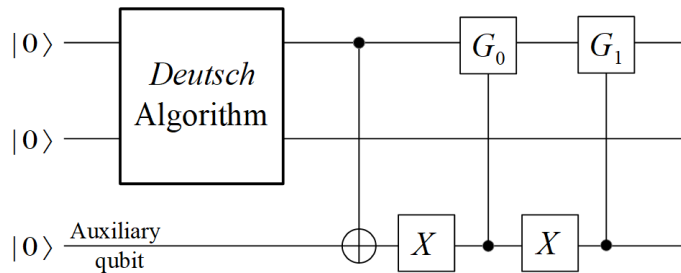 |0⟩
Deutsch
Algorithm
G₀
G₁
|0⟩
|0⟩
Auxiliary
qubit
X
X